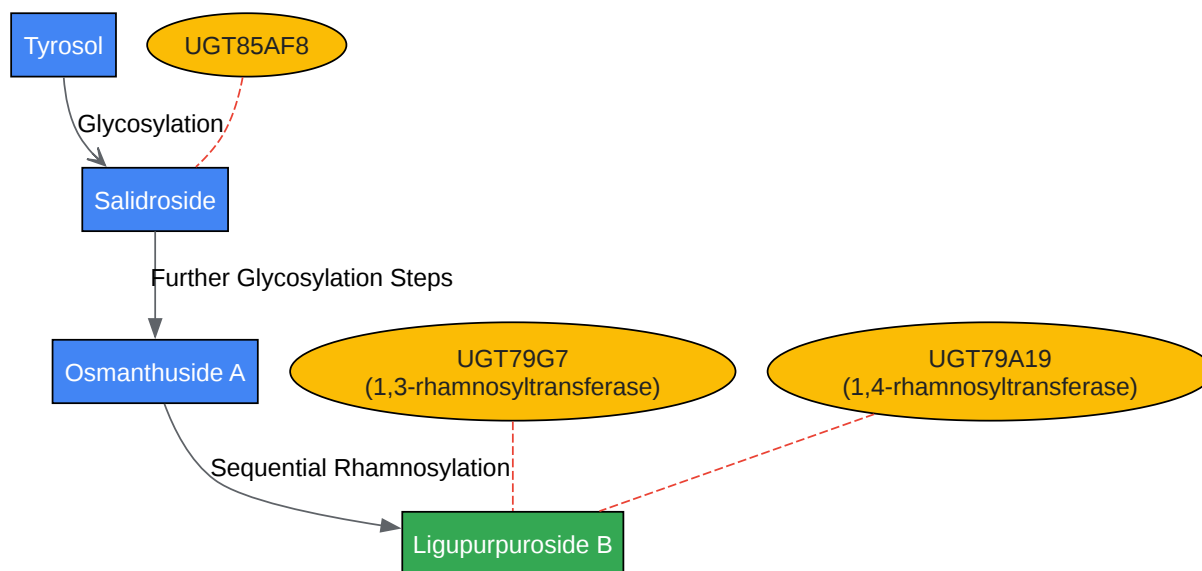 Tyrosol
UGT85AF8
Glycosylation
Salidroside
Further Glycosylation Steps
Osmanthuside A
UGT79G7
(1,3-rhamnosyltransferase)
UGT79A19
(1,4-rhamnosyltransferase)
Sequential Rhamnosylation
Ligupurpuroside B